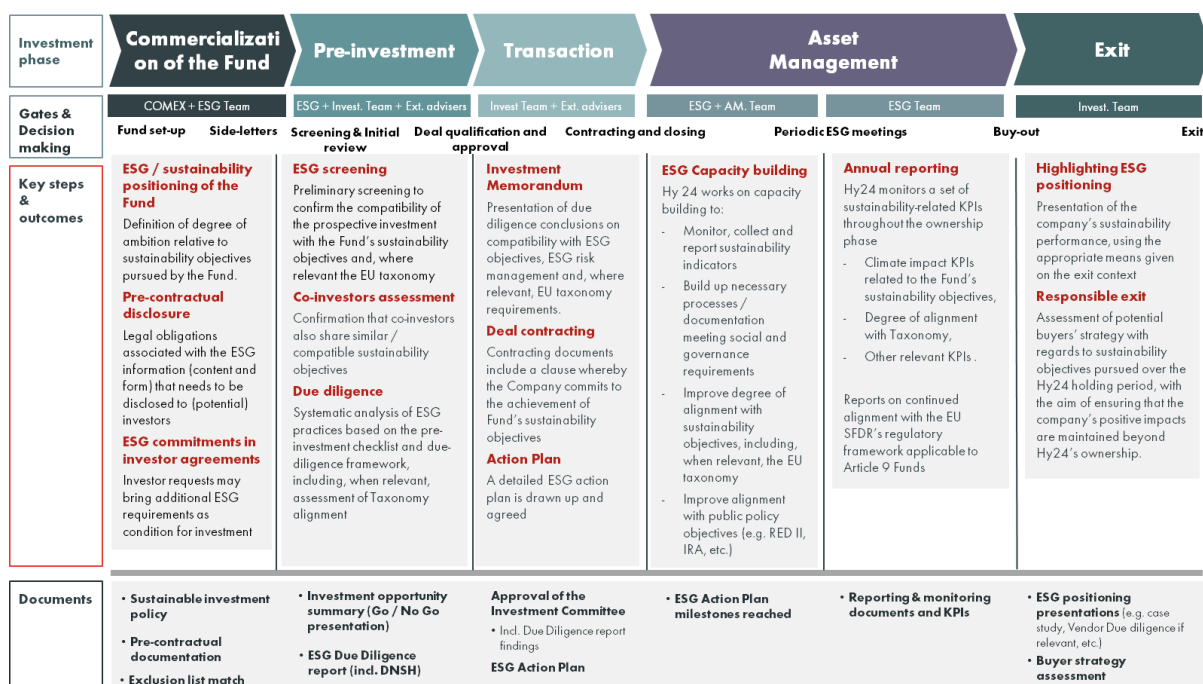 Investment
phase
Commercializati
on of the Fund
Pre-investment
Transaction
Asset
Management
Exit
Gates &
Decision
making
COMEX + ESG Team
ESG + Invest. Team + Ext. advisers
Invest Team + Ext. advisers
ESG + AM. Team
ESG Team
Invest. Team
Fund set-up
Side-letters
Screening & Initial
review
Deal qualification and
approval
Contracting and closing
Periodic ESG meetings
Buy-out
Exit
Key steps
&
outcomes
ESG / sustainability
positioning of the
Fund
Definition of degree of
ambition relative to
sustainability objectives
pursued by the Fund.
Pre-contractual
disclosure
Legal obligations
associated with the ESG
information (content and
form) that needs to be
disclosed to (potential)
investors
ESG commitments in
investor agreements
Investor requests may
bring additional ESG
requirements as
condition for investment
ESG screening
Preliminary screening to
confirm the compatibility of
the prospective investment
with the Fund's sustainability
objectives and, where
relevant the EU taxonomy
Co-investors assessment
Confirmation that co-investors
also share similar /
compatible sustainability
objectives
Due diligence
Systematic analysis of ESG
practices based on the pre-
investment checklist and due-
diligence framework,
including, when relevant,
assessment of Taxonomy
alignment
Investment
Memorandum
Presentation of due
diligence conclusions on
compatibility with ESG
objectives, ESG risk
management and, where
relevant, EU taxonomy
requirements.
Deal contracting
Contracting documents
include a clause whereby
the Company commits to
the achievement of
Fund's sustainability
objectives
Action Plan
A detailed ESG action
plan is drawn up and
agreed
ESG Capacity building
Hy 24 works on capacity
building to:
- Monitor, collect and
report sustainability
indicators
- Build up necessary
processes /
documentation
meeting social and
governance
requirements
- Improve degree of
alignment with
sustainability
objectives, including,
when relevant, the EU
taxonomy
- Improve alignment
with public policy
objectives (e.g. RED II,
IRA, etc.)
Annual reporting
Hy24 monitors a set of
sustainability-related KPIs
throughout the ownership
phase
- Climate impact KPIs
related to the Fund's
sustainability objectives,
- Degree of alignment
with Taxonomy,
- Other relevant KPIs .
Reports on continued
alignment with the EU
SFDR's regulatory
framework applicable to
Article 9 Funds
Highlighting ESG
positioning
Presentation of the
company's sustainability
performance, using the
appropriate means given
on the exit context
Responsible exit
Assessment of potential
buyers' strategy with
regards to sustainability
objectives pursued over the
Hy24 holding period, with
the aim of ensuring that the
company's positive impacts
are maintained beyond
Hy24's ownership.
Documents
• Sustainable investment
policy
• Pre-contractual
documentation
• Exclusion list match
• Investment opportunity
summary (Go / No Go
presentation)
• ESG Due Diligence
report (incl. DNSH)
Approval of the
Investment Committee
• Incl. Due Diligence report
findings
ESG Action Plan
• ESG Action Plan
milestones reached
• Reporting & monitoring
documents and KPIs
• ESG positioning
presentations (e.g. case
study, Vendor Due diligence if
relevant, etc.)
• Buyer strategy
assessment